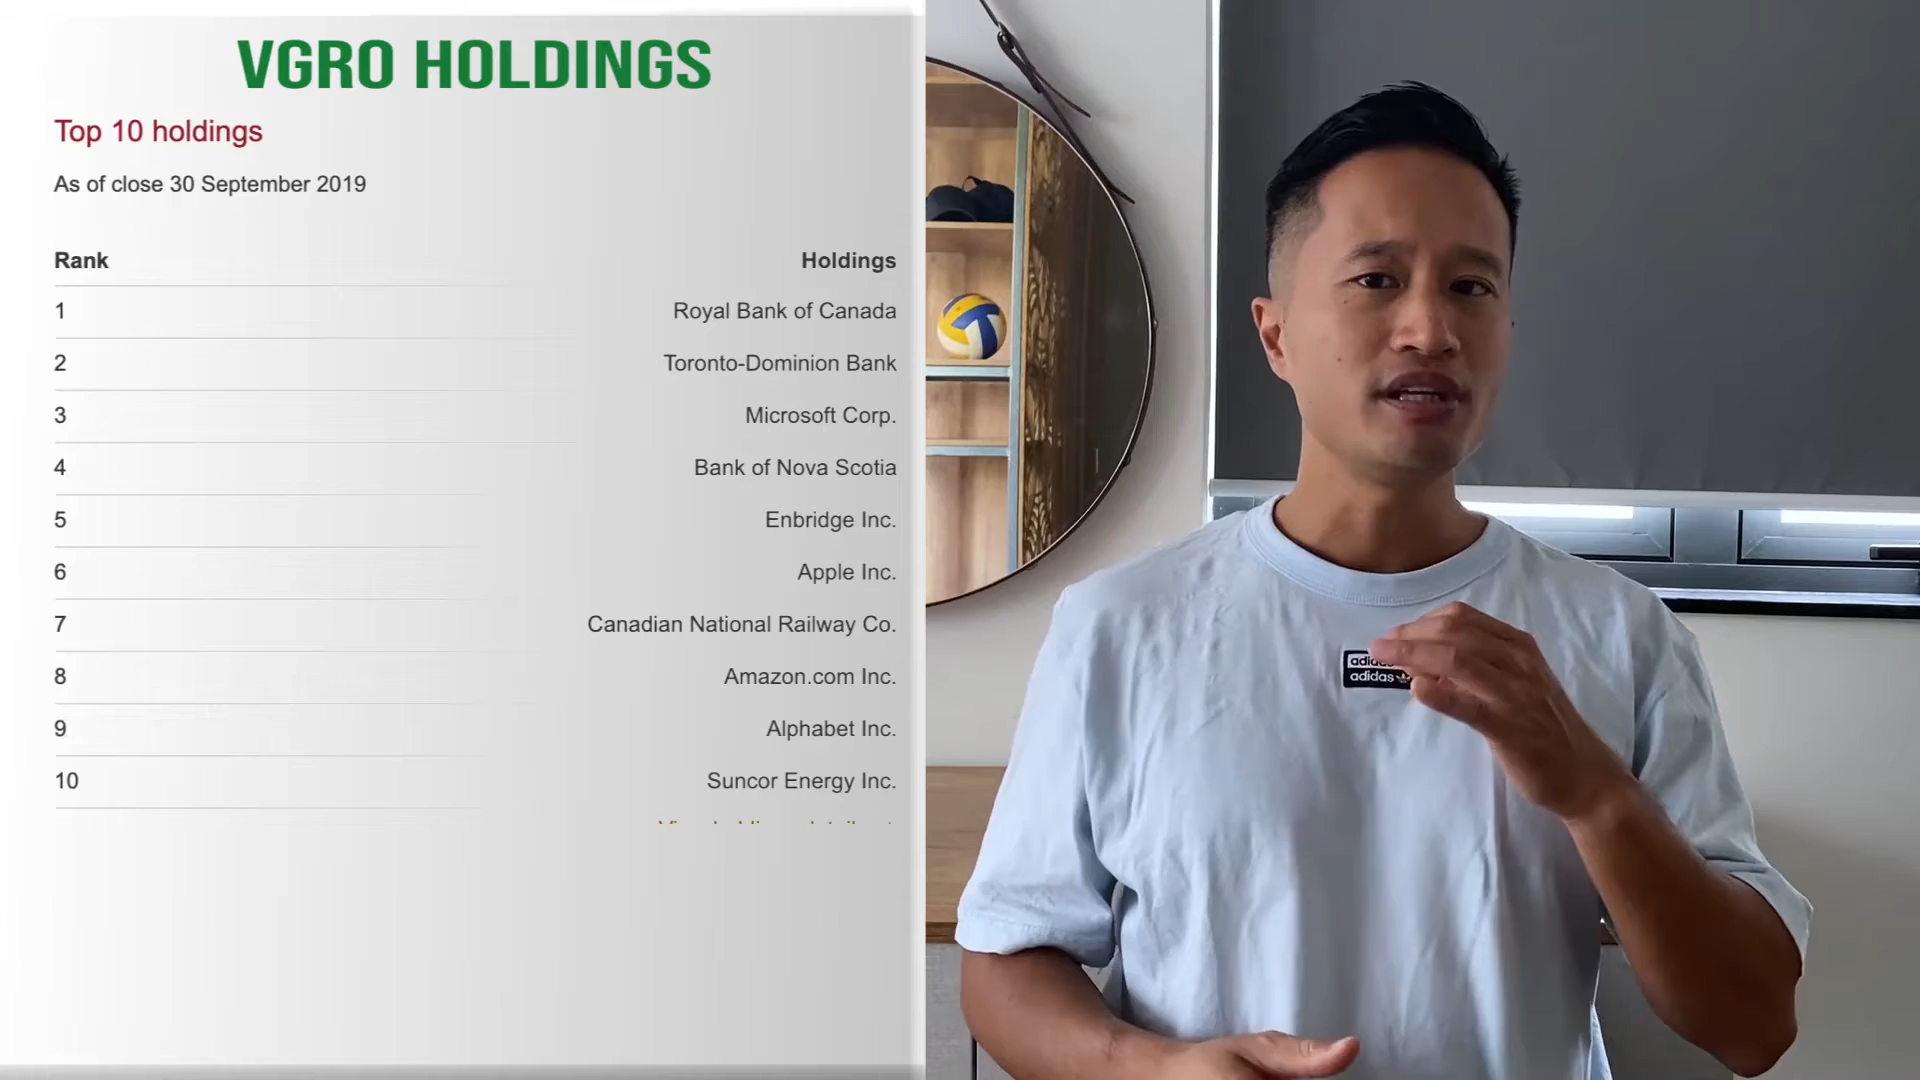 VGRO HOLDINGS
Top 10 holdings
As of close 30 September 2019
Rank Holdings
1 Royal Bank of Canada
2 Toronto-Dominion Bank
3 Microsoft Corp.
4 Bank of Nova Scotia
5 Enbridge Inc.
6 Apple Inc.
7 Canadian National Railway Co.
8 Amazon.com Inc.
9 Alphabet Inc.
10 Suncor Energy Inc.
adidas
adidas